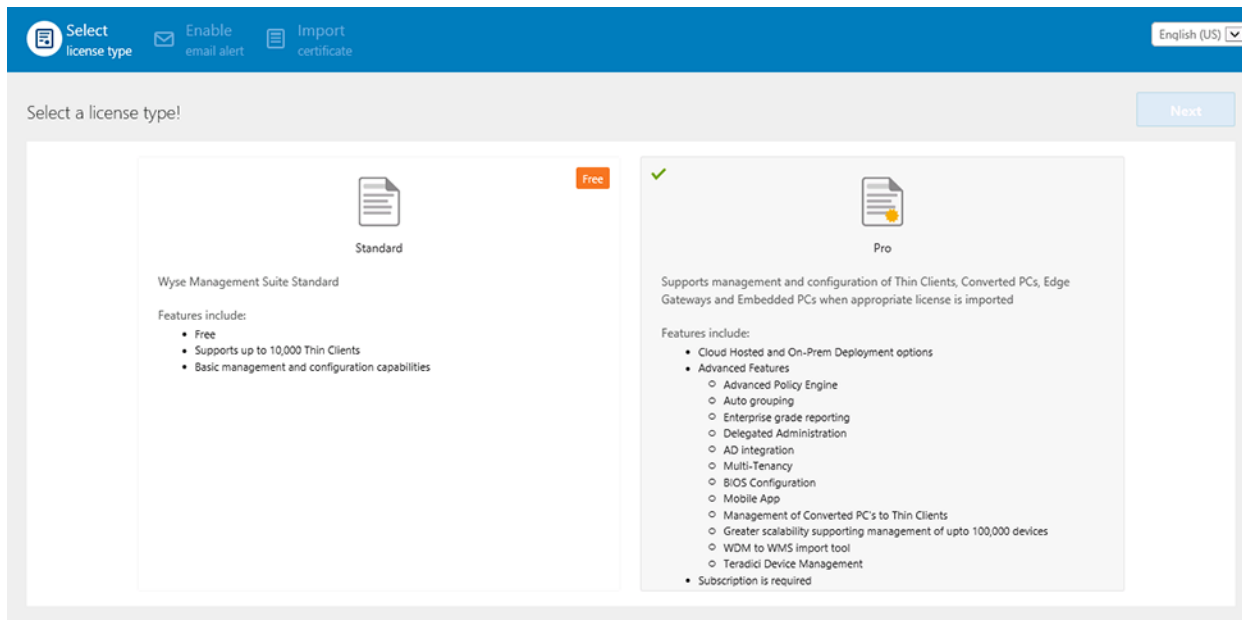 Select
license type
Enable
email alert
Import
certificate
English (US)
Select a license type!
Next
Free
Standard
Wyse Management Suite Standard
Features include:
• Free
• Supports up to 10,000 Thin Clients
• Basic management and configuration capabilities
Pro
Supports management and configuration of Thin Clients, Converted PCs, Edge
Gateways and Embedded PCs when appropriate license is imported
Features include:
• Cloud Hosted and On-Prem Deployment options
• Advanced Features
○ Advanced Policy Engine
○ Auto grouping
○ Enterprise grade reporting
○ Delegated Administration
○ AD integration
○ Multi-Tenancy
○ BIOS Configuration
○ Mobile App
○ Management of Converted PC's to Thin Clients
○ Greater scalability supporting management of upto 100,000 devices
○ WDM to WMS import tool
○ Teradici Device Management
• Subscription is required